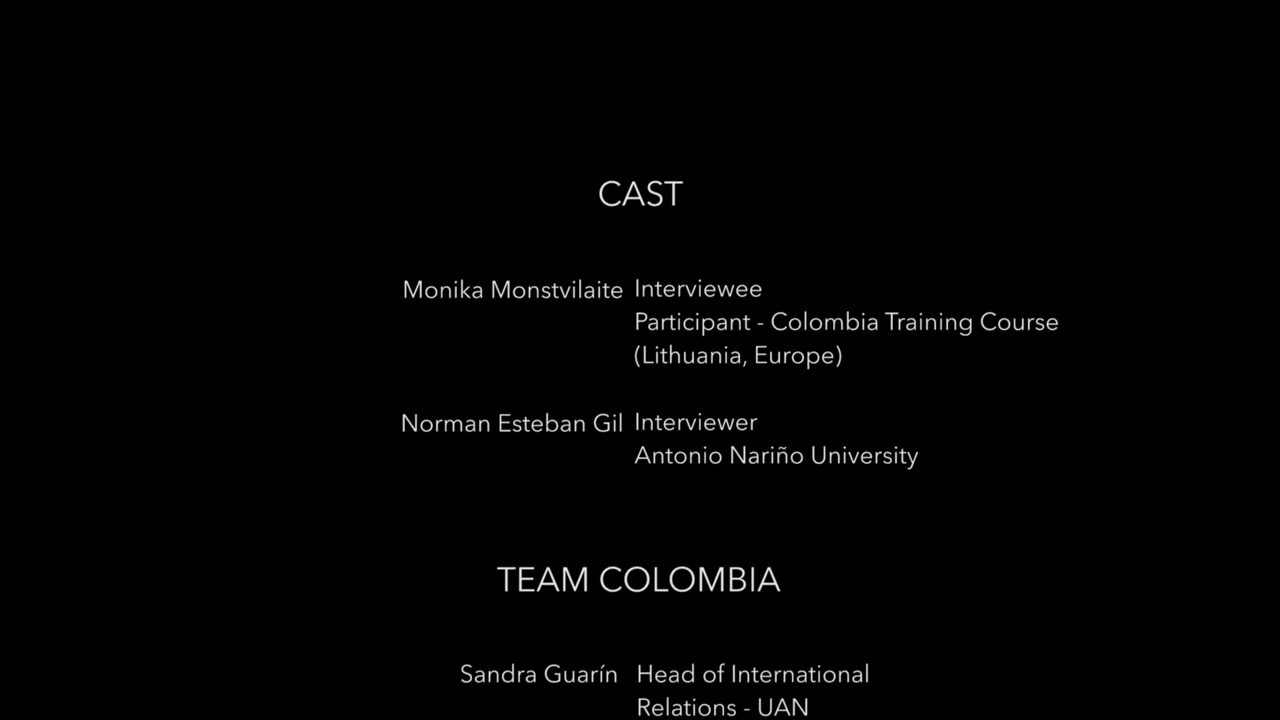 CAST
Monika Monstvilaite Interviewee
Participant - Colombia Training Course
(Lithuania, Europe)
Norman Esteban Gil Interviewer
Antonio Nariño University
TEAM COLOMBIA
Sandra Guarín Head of International
Relations - UAN